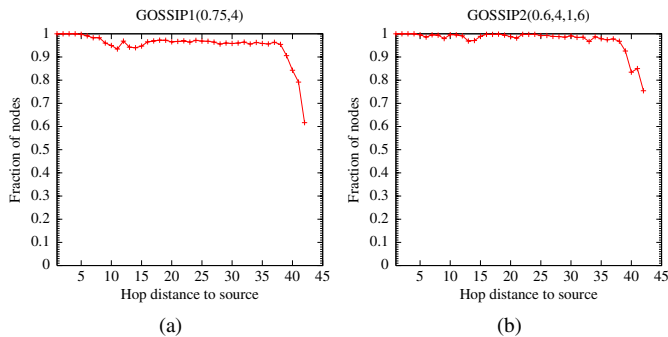 GOSSIP1(0.75,4)
1
0.9
0.8
0.7
0.6
0.5
0.4
0.3
0.2
0.1
0
Fraction of nodes
5 10 15 20 25 30 35 40 45
Hop distance to source
(a)
GOSSIP2(0.6,4,1,6)
1
0.9
0.8
0.7
0.6
0.5
0.4
0.3
0.2
0.1
0
Fraction of nodes
5 10 15 20 25 30 35 40 45
Hop distance to source
(b)